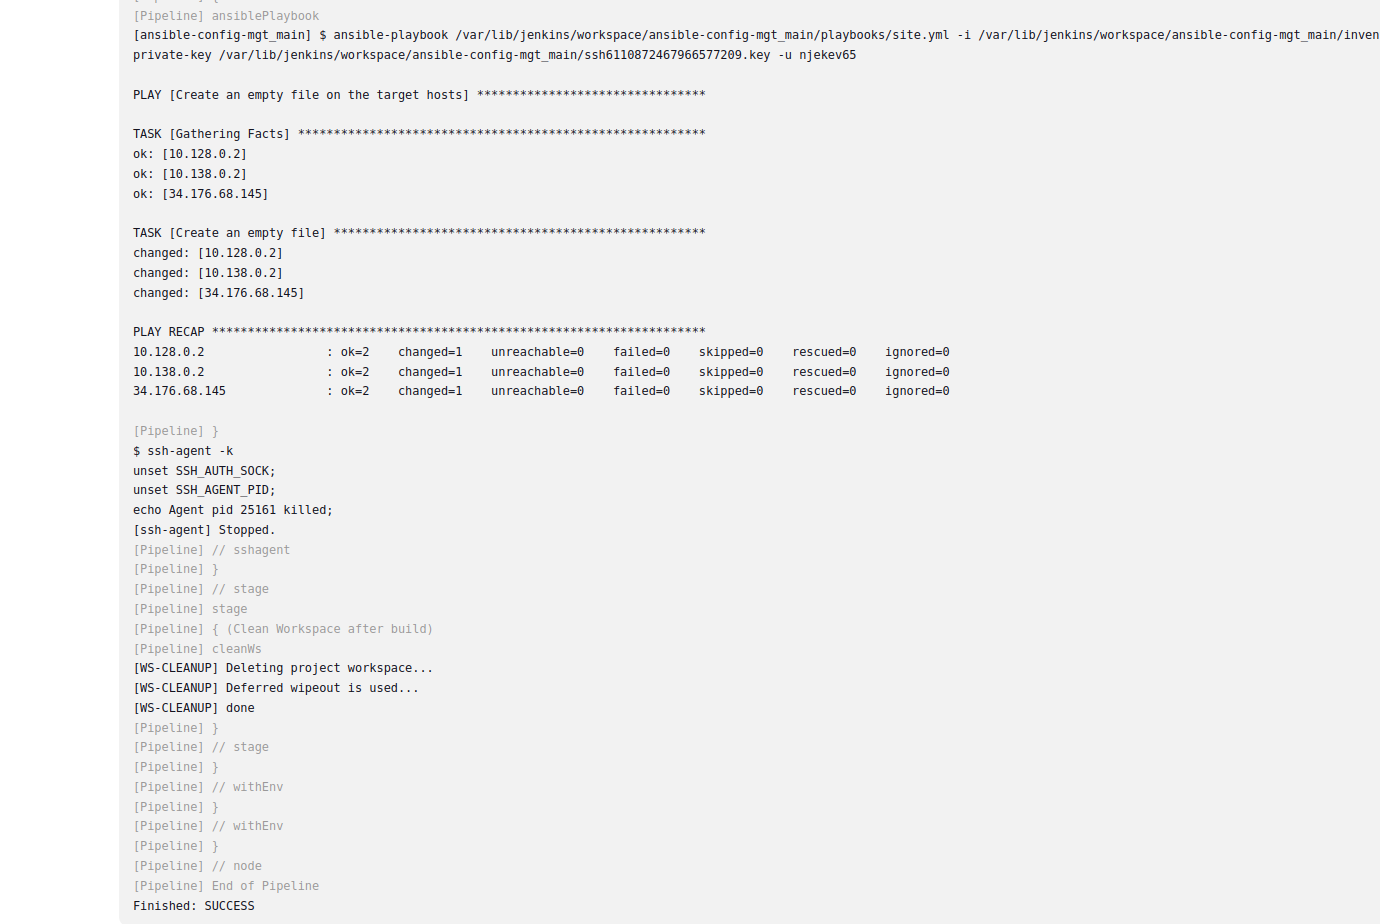 [Pipeline] ansiblePlaybook
[ansible-config-mgt_main] $ ansible-playbook /var/lib/jenkins/workspace/ansible-config-mgt_main/playbooks/site.yml -i /var/lib/jenkins/workspace/ansible-config-mgt_main/inven
private-key /var/lib/jenkins/workspace/ansible-config-mgt_main/ssh6110872467966577209.key -u njekev65
PLAY [Create an empty file on the target hosts] ********************************
TASK [Gathering Facts] *********************************************************
ok: [10.128.0.2]
ok: [10.138.0.2]
ok: [34.176.68.145]
TASK [Create an empty file] ****************************************************
changed: [10.128.0.2]
changed: [10.138.0.2]
changed: [34.176.68.145]
PLAY RECAP *********************************************************************
10.128.0.2                 : ok=2    changed=1    unreachable=0    failed=0    skipped=0    rescued=0    ignored=0
10.138.0.2                 : ok=2    changed=1    unreachable=0    failed=0    skipped=0    rescued=0    ignored=0
34.176.68.145              : ok=2    changed=1    unreachable=0    failed=0    skipped=0    rescued=0    ignored=0
[Pipeline] }
$ ssh-agent -k
unset SSH_AUTH_SOCK;
unset SSH_AGENT_PID;
echo Agent pid 25161 killed;
[ssh-agent] Stopped.
[Pipeline] // sshagent
[Pipeline] }
[Pipeline] // stage
[Pipeline] stage
[Pipeline] { (Clean Workspace after build)
[Pipeline] cleanWs
[WS-CLEANUP] Deleting project workspace...
[WS-CLEANUP] Deferred wipeout is used...
[WS-CLEANUP] done
[Pipeline] }
[Pipeline] // stage
[Pipeline] }
[Pipeline] // withEnv
[Pipeline] }
[Pipeline] // withEnv
[Pipeline] }
[Pipeline] // node
[Pipeline] End of Pipeline
Finished: SUCCESS